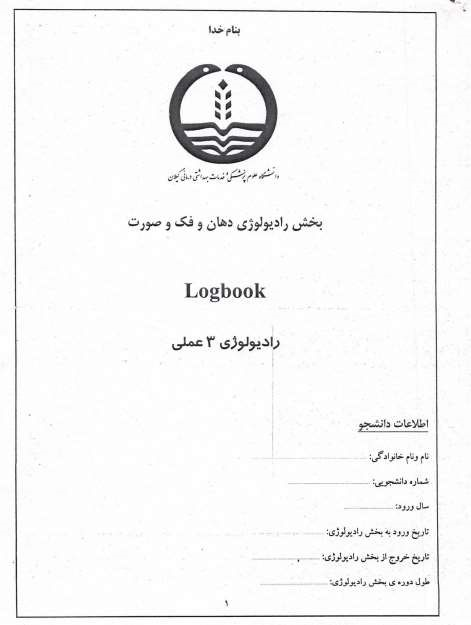 بنام خدا
دانشگاه علوم پزشکی و خدمات بهداشتی درمانی گیلان
بخش رادیولوژی دهان و فک و صورت
Logbook
رادیولوژی ۳ عملی
اطلاعات دانشجو
نام ونام خانوادگی:
شماره دانشجویی:
سال ورود:
تاریخ ورود به بخش رادیولوژی:
تاریخ خروج از بخش رادیولوژی:
طول دوره ی بخش رادیولوژی:
۱